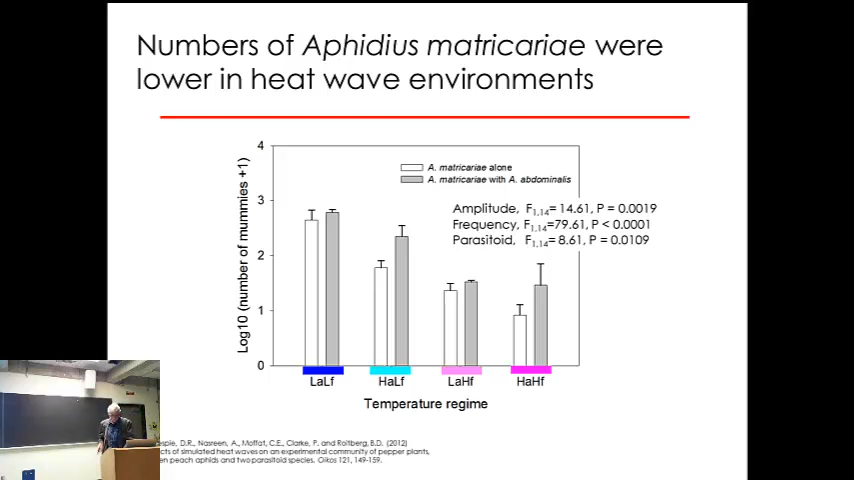 Numbers of Aphidius matricariae were
lower in heat wave environments
4
3
2
1
0
Log10 (number of mummies +1)
A. matricariae alone
A. matricariae with A. abdominalis
Amplitude, F1,14= 14.61, P = 0.0019
Frequency, F1,14=79.61, P < 0.0001
Parasitoid, F1,14= 8.61, P = 0.0109
LaLf HaLf LaHf HaHf
Temperature regime
D.R., Nasreen, A., Moffat, C.E., Clarke, P. and Roitberg, B.D. (2012)
of simulated heat waves on an experimental community of pepper plants,
peach aphids and two parasitoid species. Oikos 121, 149-159.